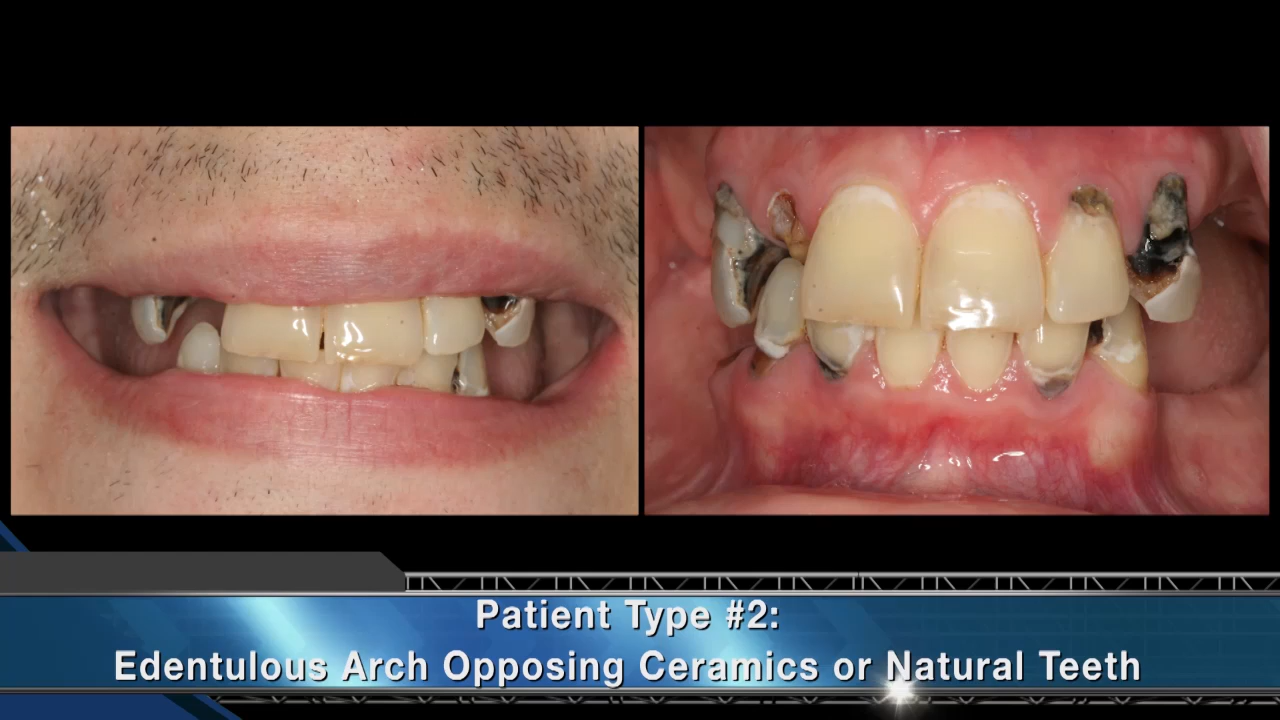 Patient Type #2:
Edentulous Arch Opposing Ceramics or Natural Teeth